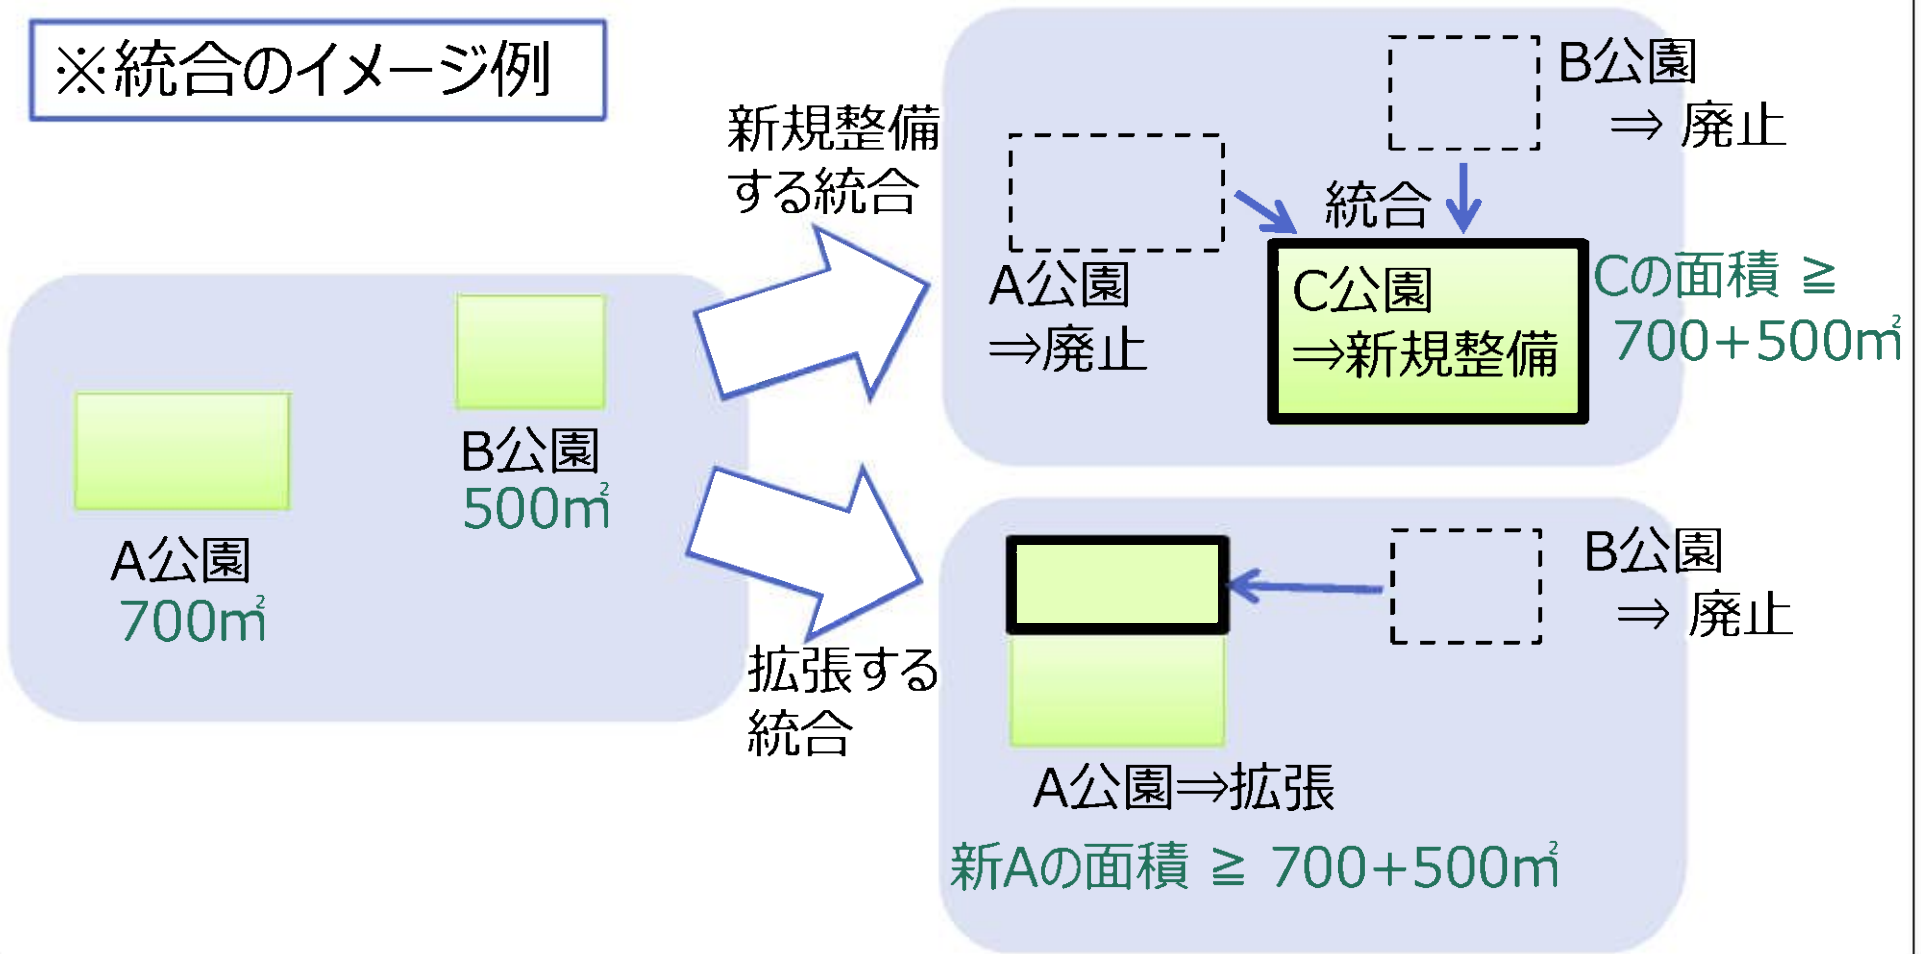 ※統合のイメージ例
A公園
700㎡
B公園
500㎡
新規整備
する統合
A公園
⇒廃止
B公園
⇒ 廃止
統合
C公園
⇒新規整備
Cの面積 ≧
700+500㎡
拡張する
統合
B公園
⇒ 廃止
A公園⇒拡張
新Aの面積 ≧ 700+500㎡